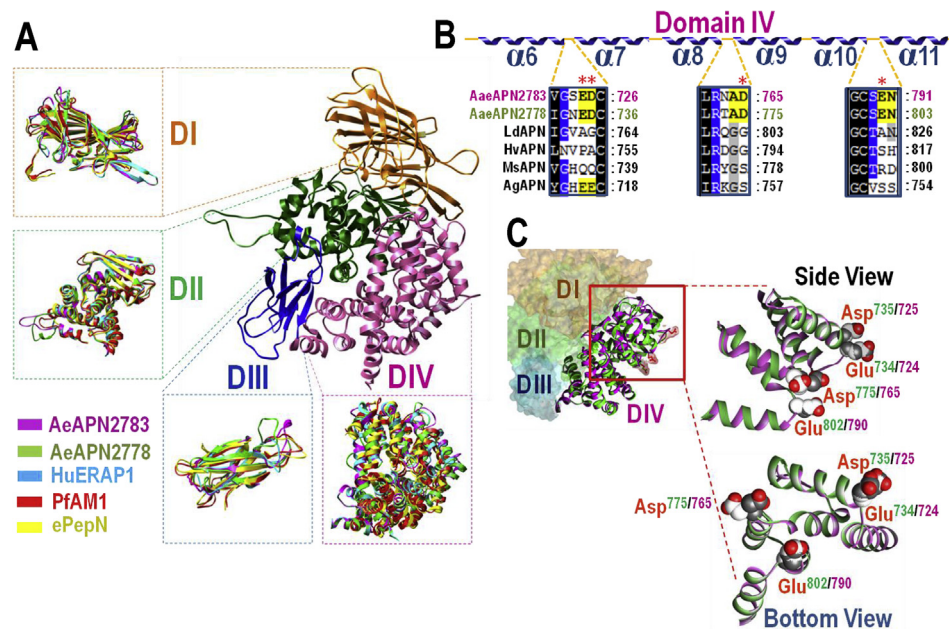 A
DI
DII
DIII
DIV
AeAPN2783
AeAPN2778
HuERAP1
PfAM1
ePepN
B
Domain IV
α6 α7 α8 α9 α10 α11
** * *
AaeAPN2783 VGSEDC :726 LRNAD :765 GCSEN :791
AaeAPN2778 IGNEDC :736 LRTAD :775 GCSEN :803
LdAPN IGVAGC :764 LRQGG :803 GCTAN :826
HvAPN LNVPAC :755 LRDGG :794 GCTSH :817
MsAPN VGHQQC :739 LRYGS :778 GCTRD :800
AgAPN YGHEEC :718 IRKGS :757 GCVSS :754
C
DI
DII
DIII
DIV
Side View
Asp735/725
Glu734/724
Asp775/765
Glu802/790
Asp735/725
Asp775/765
Glu734/724
Glu802/790
Bottom View